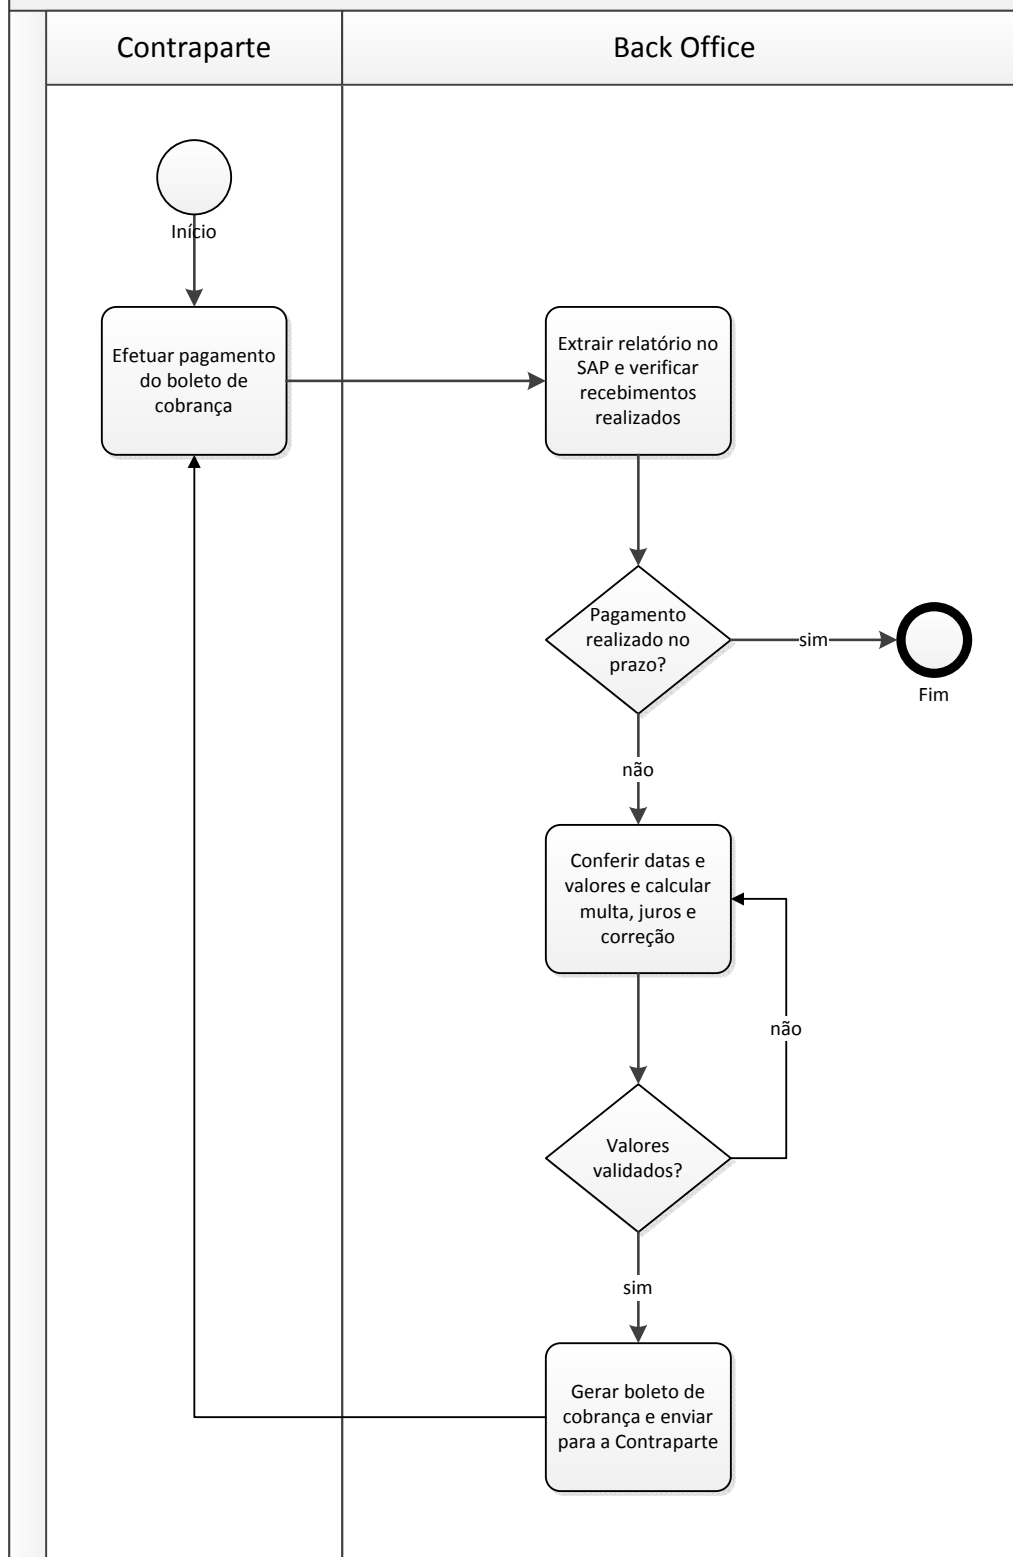 Contraparte
Back Office
Início
Efetuar pagamento
do boleto de
cobrança
Extrair relatório no
SAP e verificar
recebimentos
realizados
Pagamento
realizado no
prazo?
sim
Fim
não
Conferir datas e
valores e calcular
multa, juros e
correção
não
Valores
validados?
sim
Gerar boleto de
cobrança e enviar
para a Contraparte